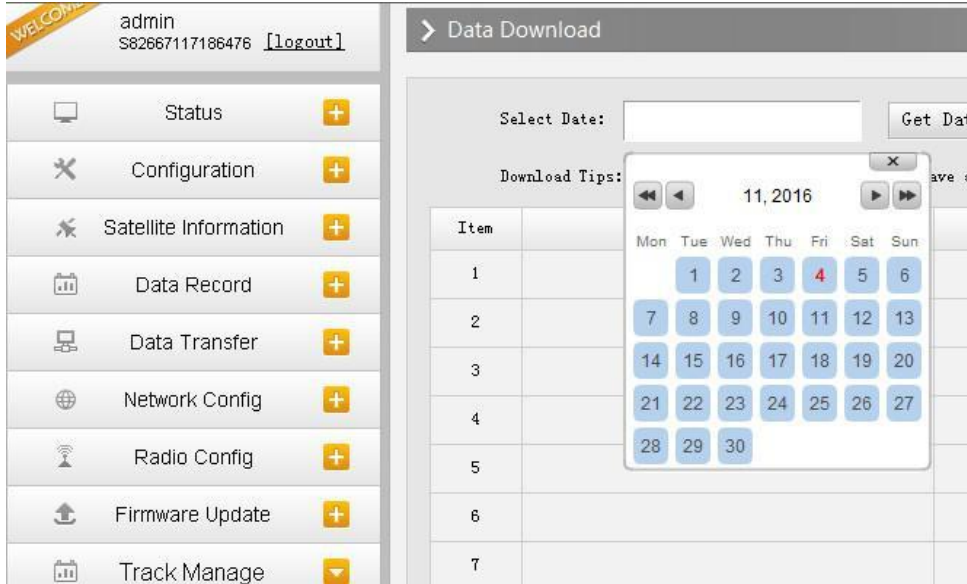 WELCOME
admin
S82667117186476 [logout]
Status
Configuration
Satellite Information
Data Record
Data Transfer
Network Config
Radio Config
Firmware Update
Track Manage
Data Download
Select Date:
Get Dat
Download Tips:
ave
11, 2016
Mon Tue Wed Thu Fri Sat Sun
1 2 3 4 5 6
7 8 9 10 11 12 13
14 15 16 17 18 19 20
21 22 23 24 25 26 27
28 29 30
Item
1
2
3
4
5
6
7